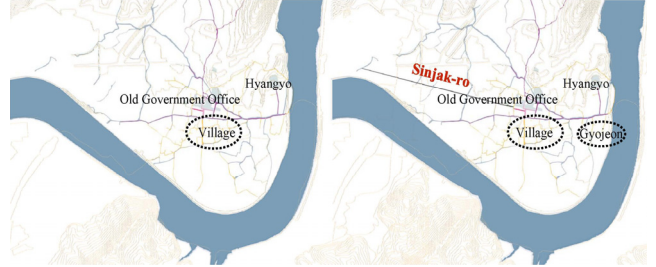 Hyangyo
Old Government Office
Village
Sinjak-ro
Hyangyo
Old Government Office
Village
Gyojeon